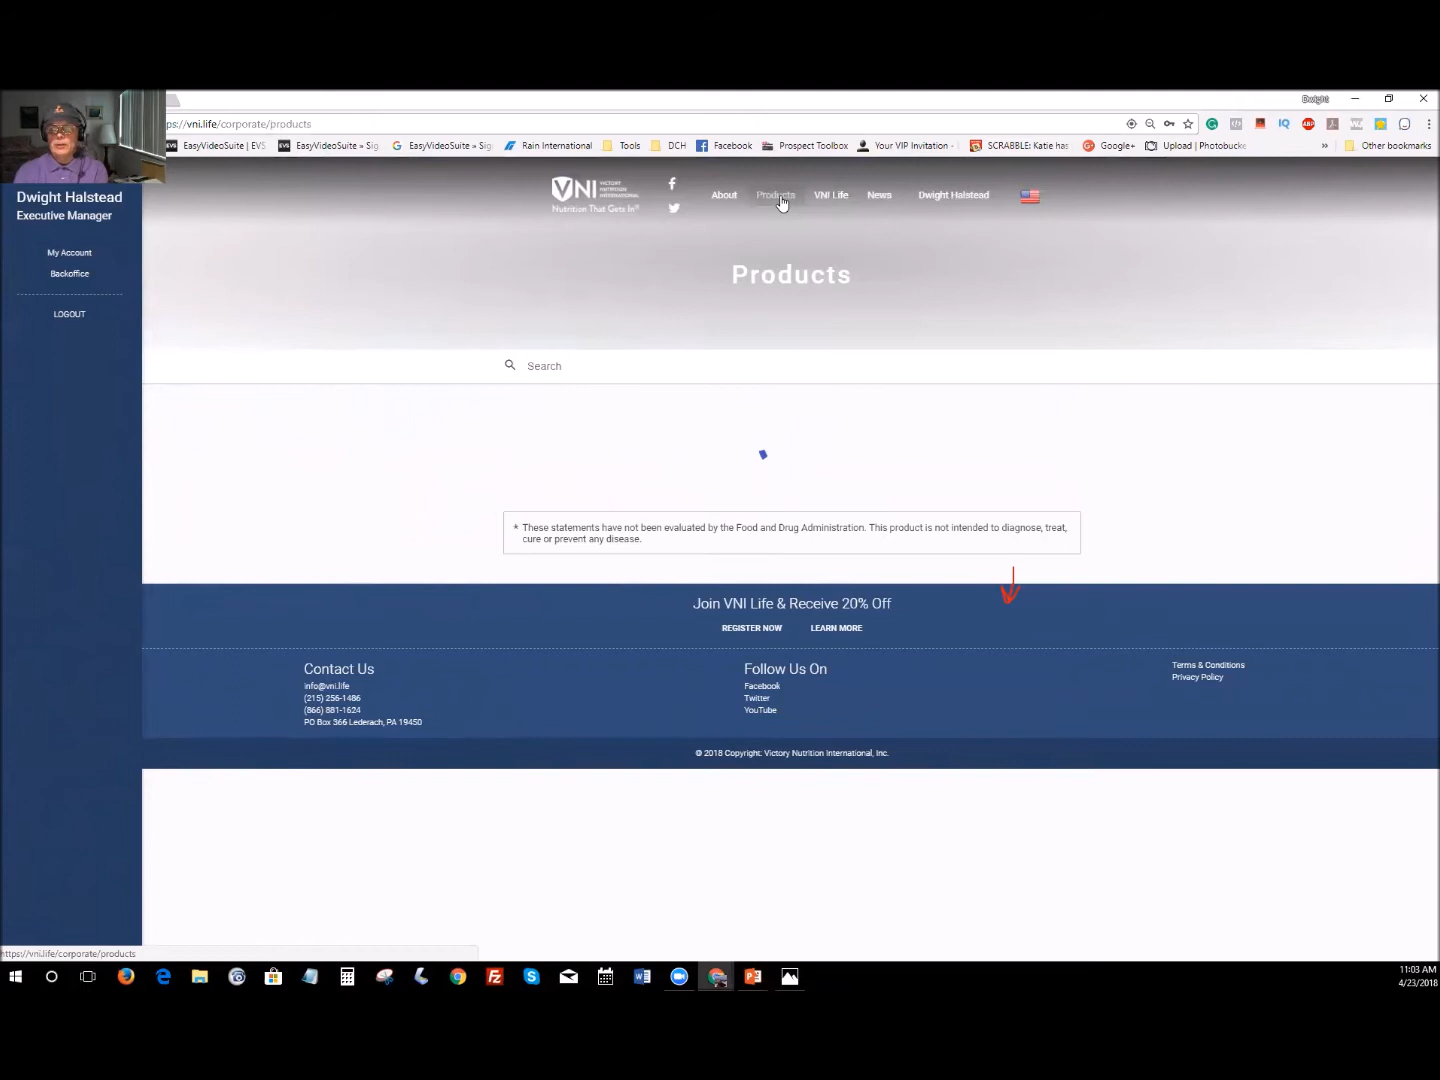 Dwight
ps://vni.life/corporate/products
EasyVideoSuite | EVS
EasyVideoSuite » Sig
EasyVideoSuite » Sig
Rain International
Tools
DCH
Facebook
Prospect Toolbox
Your VIP Invitation -
SCRABBLE: Katie has
Google+
Upload | Photobucke
»
Other bookmarks
VNI VICTORY NUTRITION INTERNATIONAL
Nutrition That Gets In®
About
Products
VNI Life
News
Dwight Halstead
Dwight Halstead
Executive Manager
My Account
Backoffice
LOGOUT
Products
Search
* These statements have not been evaluated by the Food and Drug Administration. This product is not intended to diagnose, treat,
cure or prevent any disease.
Join VNI Life & Receive 20% Off
REGISTER NOW
LEARN MORE
Contact Us
info@vni.life
(215) 256-1486
(866) 881-1624
PO Box 366 Lederach, PA 19450
Follow Us On
Facebook
Twitter
YouTube
Terms & Conditions
Privacy Policy
© 2018 Copyright: Victory Nutrition International, Inc.
https://vni.life/corporate/products
11:03 AM
4/23/2018